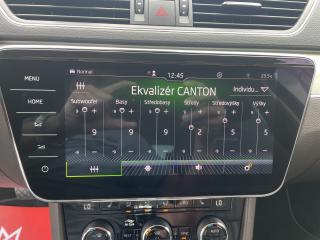 MENU
HOME
Normal
12:45
Ekvalizér CANTON
Individu...
Subwoofer Basy Středobasy Středy Středovýšky Výšky
9 9 5 2 5
LO